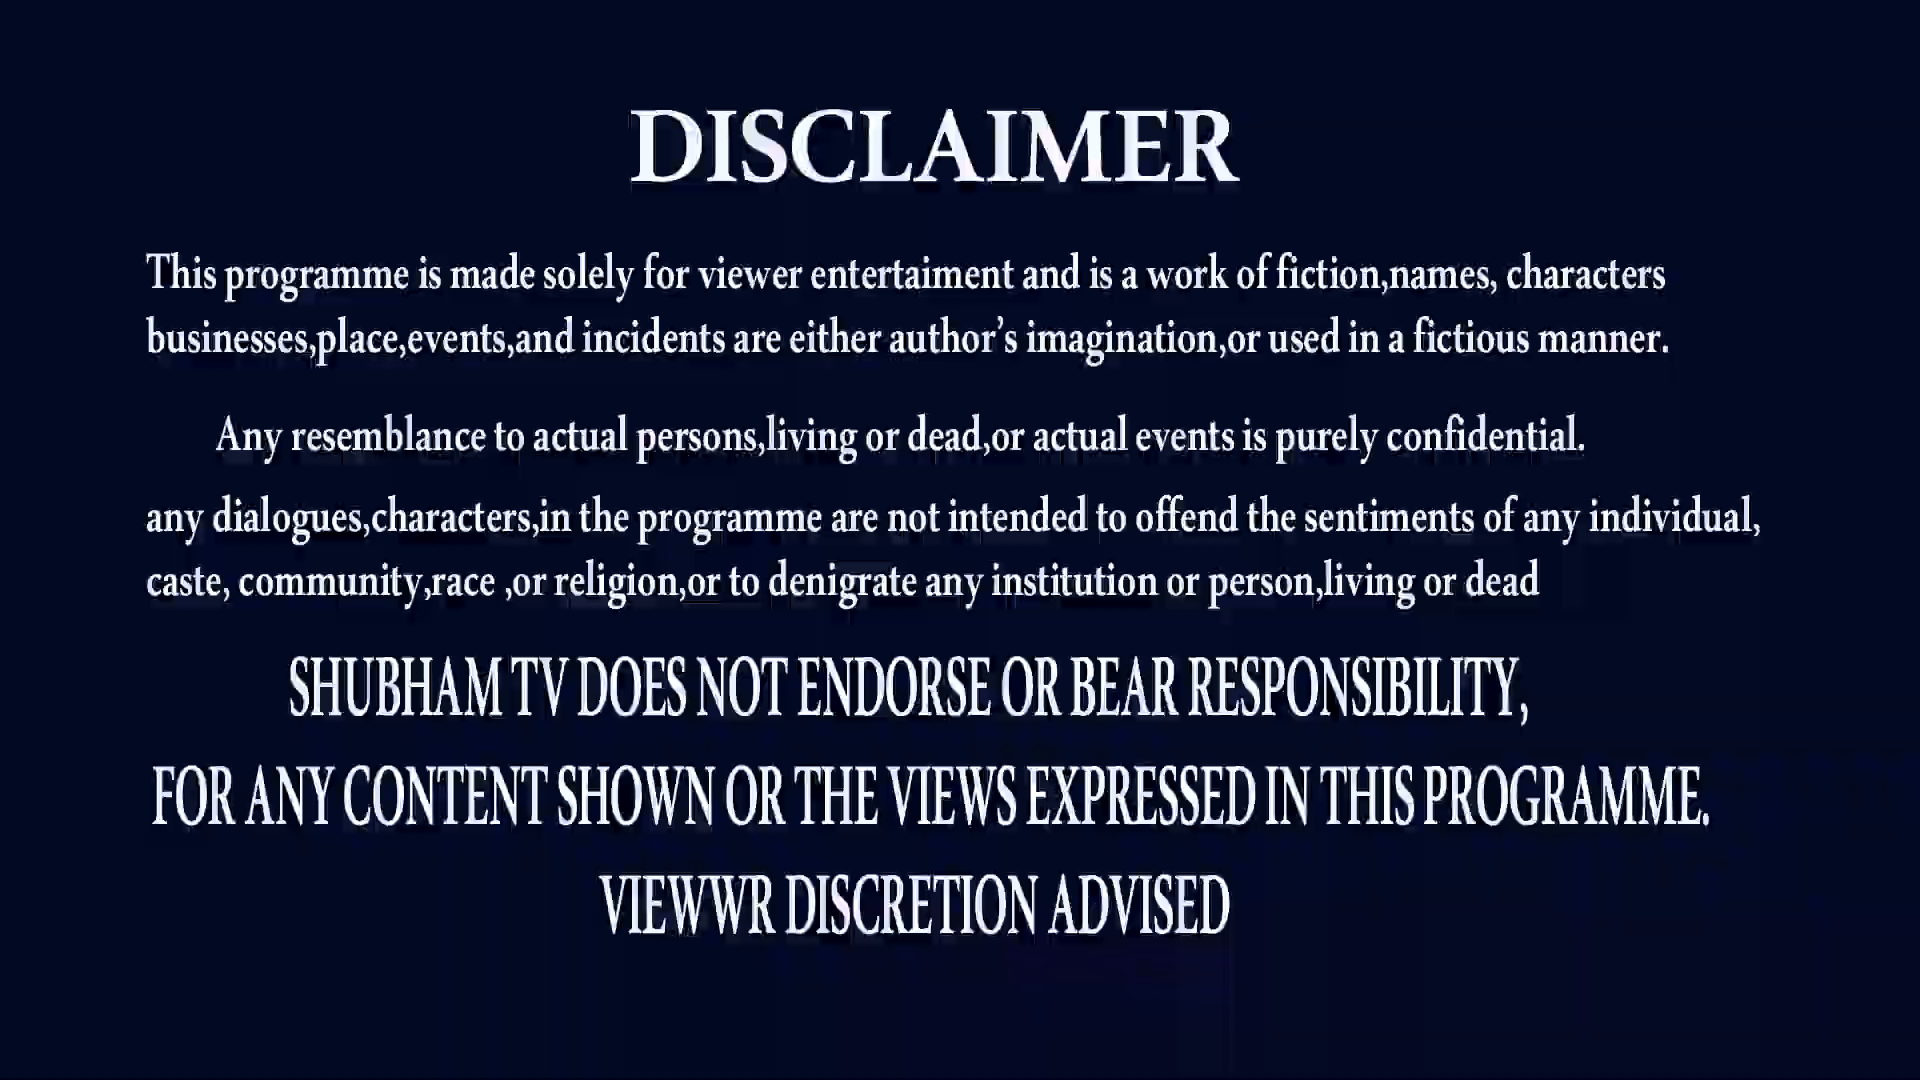 DISCLAIMER
This programme is made solely for viewer entertaiment and is a work of fiction,names, characters
businesses,place,events,and incidents are either author's imagination,or used in a fictious manner.
Any resemblance to actual persons,living or dead,or actual events is purely confidential.
any dialogues,characters,in the programme are not intended to offend the sentiments of any individual,
caste, community,race ,or religion,or to denigrate any institution or person,living or dead
SHUBHAM TV DOES NOT ENDORSE OR BEAR RESPONSIBILITY,
FOR ANY CONTENT SHOWN OR THE VIEWS EXPRESSED IN THIS PROGRAMME.
VIEWWR DISCRETION ADVISED